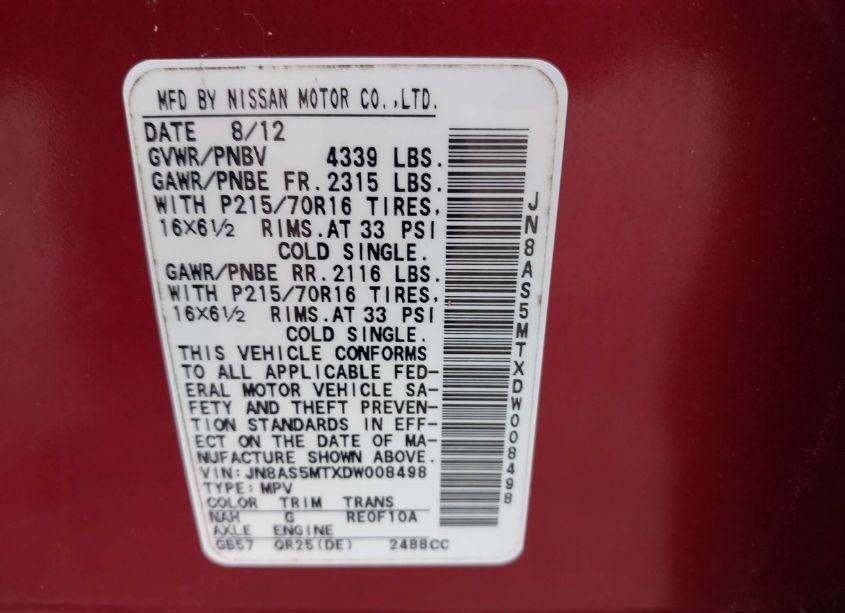 MFD BY NISSAN MOTOR CO.,LTD.
DATE 8/12
GVWR/PNBV 4339 LBS.
GAWR/PNBE FR.2315 LBS.
WITH P215/70R16 TIRES,
16×6½ RIMS.AT 33 PSI
COLD SINGLE.
GAWR/PNBE RR.2116 LBS.
WITH P215/70R16 TIRES,
16×6½ RIMS.AT 33 PSI
COLD SINGLE.
THIS VEHICLE CONFORMS
TO ALL APPLICABLE FED-
ERAL MOTOR VEHICLE SA-
FETY AND THEFT PREVEN-
TION STANDARDS IN EFF-
ECT ON THE DATE OF MA-
NUFACTURE SHOWN ABOVE.
VIN:JN8AS5MTXDW008498
TYPE:MPV
COLOR TRIM TRANS
NAH G RE0F10A
AXLE ENGINE
GB57 QR25(DE) 2488CC
JN8AS5MTXDW008498